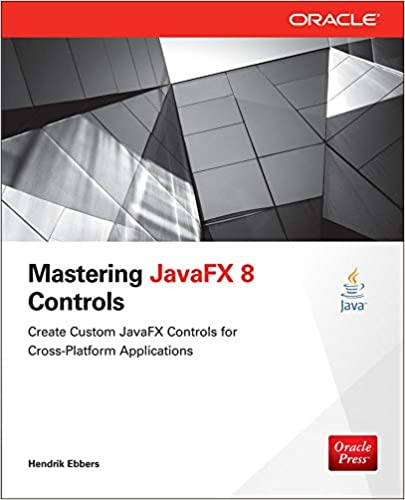 ORACLE
Mastering JavaFX 8
Controls
Java
Create Custom JavaFX Controls for
Cross-Platform Applications
Hendrik Ebbers
Oracle
Press